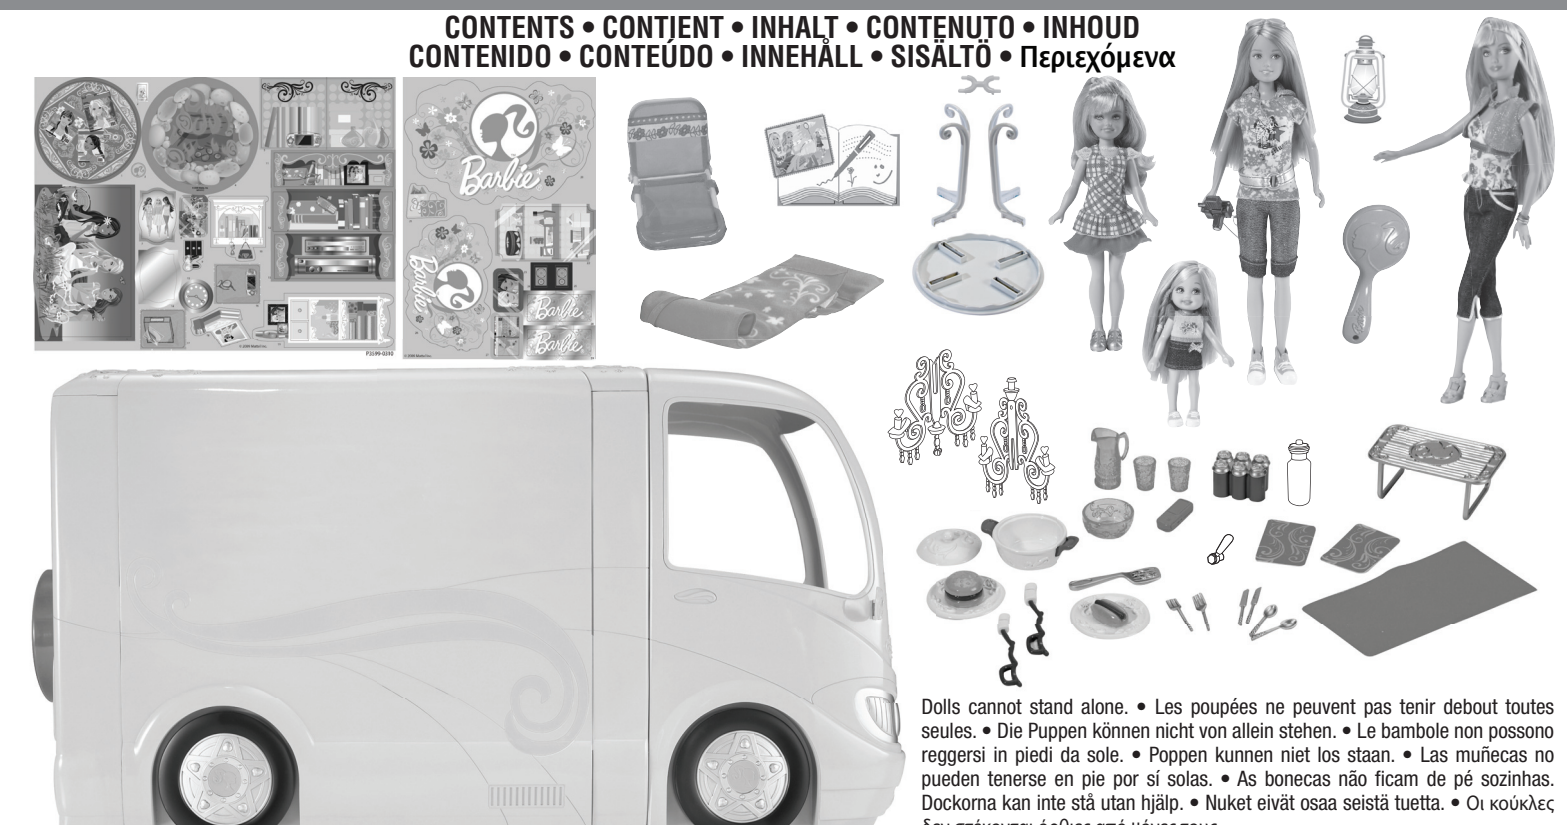 CONTENTS • CONTIENT • INHALT • CONTENUTO • INHOUD
CONTENIDO • CONTEÚDO • INNEHÅLL • SISÄLTÖ • Περιεχόμενα
Barbie
Barbie
Barbie
Barbie
P3599-0390
Dolls cannot stand alone. • Les poupées ne peuvent pas tenir debout toutes
seules. • Die Puppen können nicht von allein stehen. • Le bambole non possono
reggersi in piedi da sole. • Poppen kunnen niet los staan. • Las muñecas no
pueden tenerse en pie por sí solas. • As bonecas não ficam de pé sozinhas.
Dockorna kan inte stå utan hjälp. • Nuket eivät osaa seistä tuetta. • Οι κούκλες